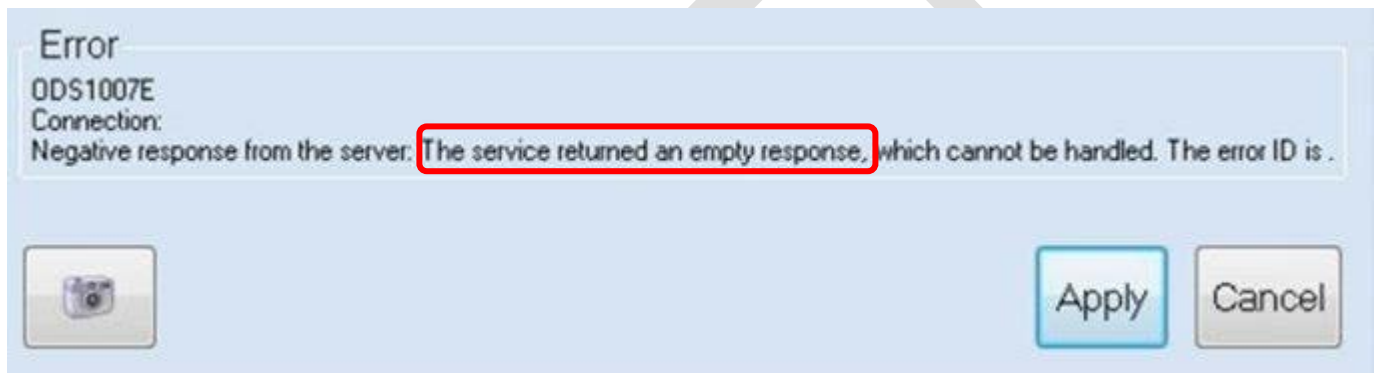 Error
ODS1007E
Connection:
Negative response from the server: The service returned an empty response, which cannot be handled. The error ID is .
Apply
Cancel